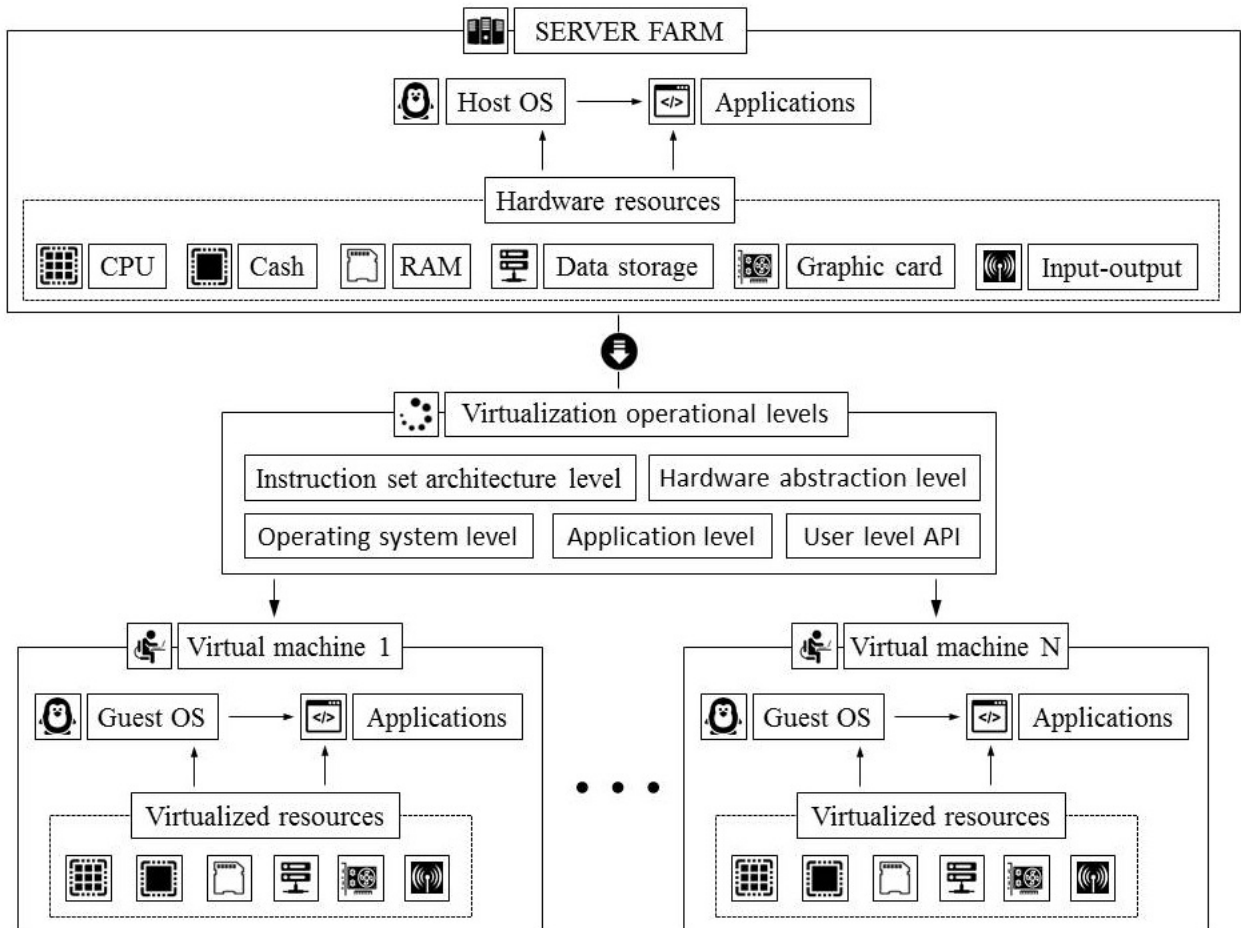 SERVER FARM
Host OS
</> Applications
Hardware resources
CPU
Cash
RAM
Data storage
Graphic card
Input-output
Virtualization operational levels
Instruction set architecture level
Hardware abstraction level
Operating system level
Application level
User level API
Virtual machine 1
Guest OS
</> Applications
Virtualized resources
Virtual machine N
Guest OS
</> Applications
Virtualized resources